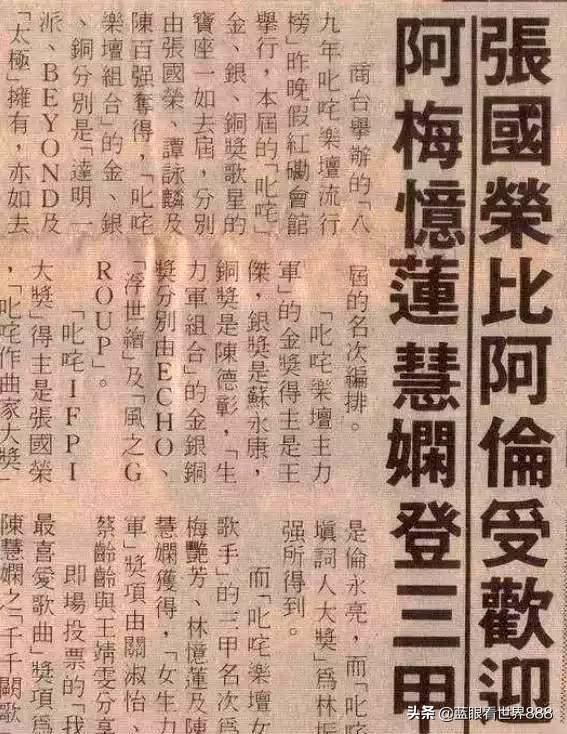 張國榮比阿倫受歡迎
阿梅憶蓮慧嫻登三甲
商台舉辦的「八
九年叱咤樂壇流行
榜」昨晚假紅磡會館
舉行,本屆的「叱咤」
金、銀、銅獎歌星的
寶座一如去屆,分別
由張國榮、譚詠麟及
陳百强奪得,「叱咤
樂壇組合」的金、銀
、銅分別是「達明一
派、BEYOND及
「太極」擁有,亦如去
屆的名次編排。
「叱咤樂壇主力
軍」的金獎得主是王
傑,銀獎是蘇永康,
銅獎是陳德彰,「生
力軍組合」的金銀銅
獎分別由ECHO、
「浮世繪」及「風之G
ROUP」。
「叱咤IFPI
大獎」得主是張國榮
,「叱咤作曲家大獎」
是倫永亮,而「叱咤
塡詞人大獎」爲林振
强所得到。
而「叱咤樂壇女
歌手」的三甲名次爲
梅艷芳、林憶蓮及陳
慧嫻獲得,「女生力
軍」獎項由關淑怡、
蔡齡齡與王靖雯分享
即場投票的「我
最喜愛歌曲」獎項爲
陳慧嫻之「千千闕歌
头条 @蓝眼看世界888